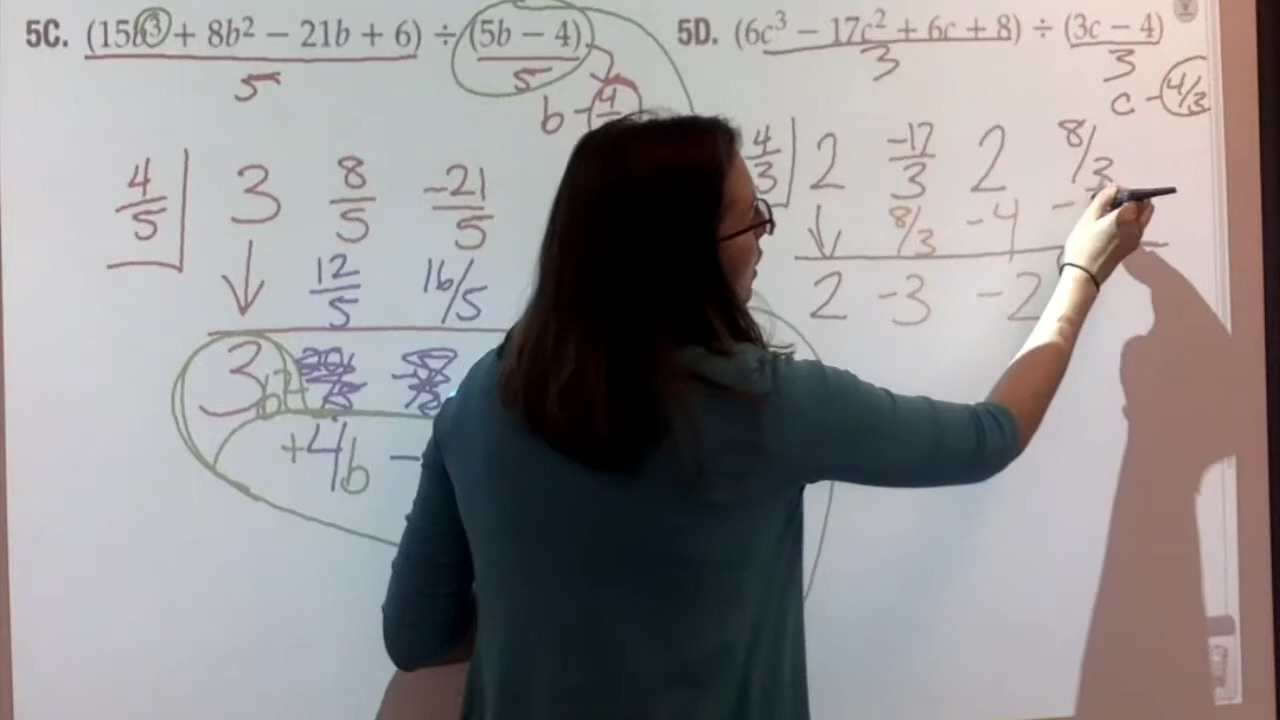 5C. (15b³ + 8b² − 21b + 6) ÷ (5b − 4)
5
5
b - 4
4/5 3 8/5 -21/5
12/5 16/5
3b²+
+4b -
5D. (6c³ − 17c² + 6c + 8) ÷ (3c − 4)
3
3
c - 4/3
4/3 2 -17/3 2 8/3
8/3 -4 -
2 -3 -2